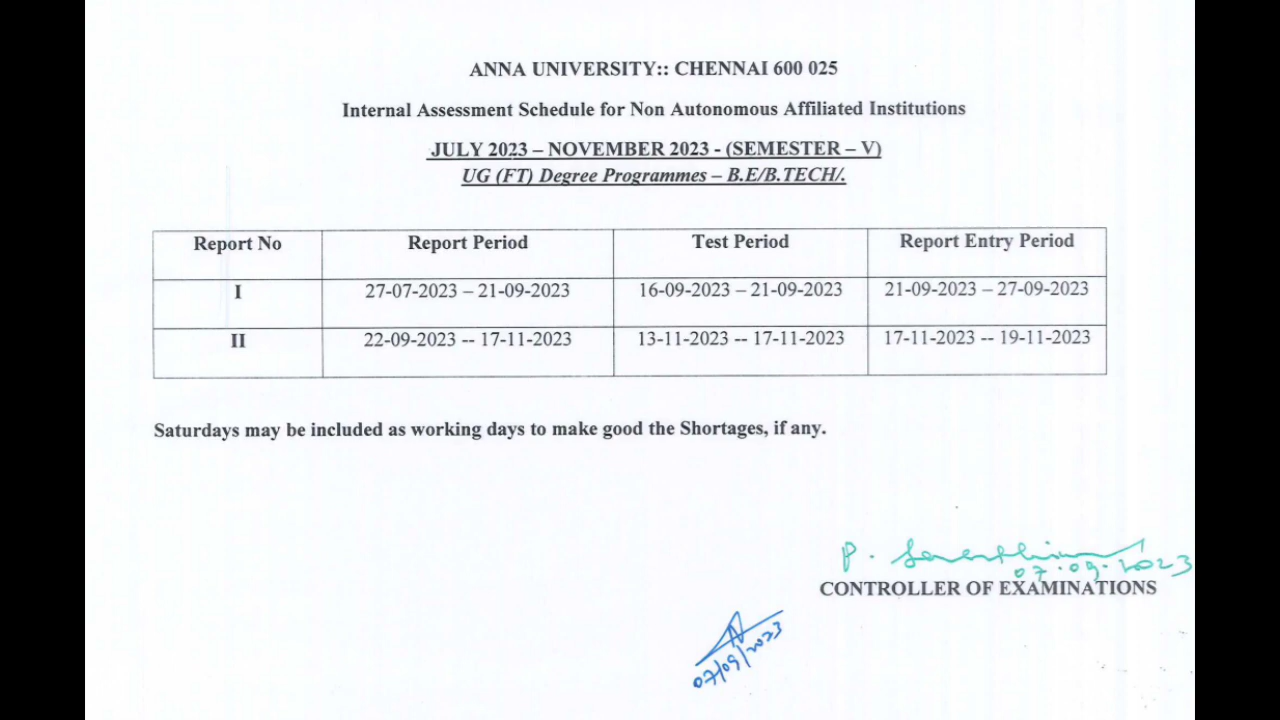 ANNA UNIVERSITY:: CHENNAI 600 025
Internal Assessment Schedule for Non Autonomous Affiliated Institutions
JULY 2023 – NOVEMBER 2023 - (SEMESTER – V)
UG (FT) Degree Programmes – B.E/B.TECH/.
Report No Report Period Test Period Report Entry Period
I 27-07-2023 – 21-09-2023 16-09-2023 – 21-09-2023 21-09-2023 – 27-09-2023
II 22-09-2023 -- 17-11-2023 13-11-2023 -- 17-11-2023 17-11-2023 -- 19-11-2023
Saturdays may be included as working days to make good the Shortages, if any.
P.
07.09.2023
CONTROLLER OF EXAMINATIONS
07/09/2023